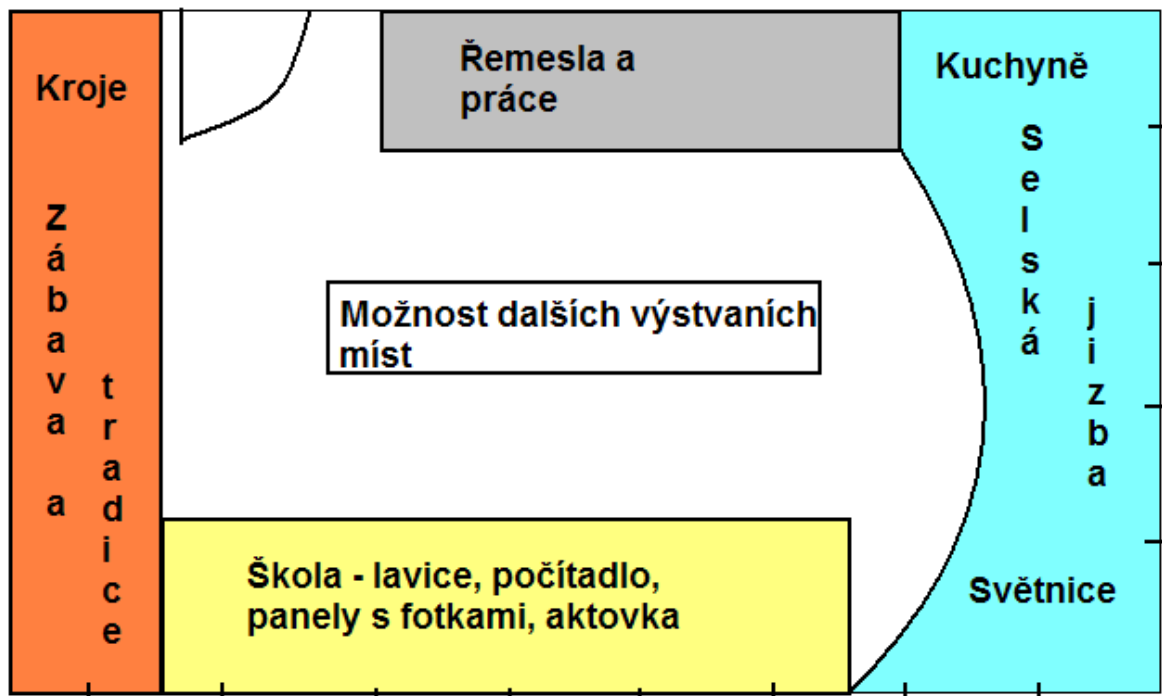 Kroje
Zábava a
tradice
Řemesla a
práce
Kuchyně
Selská
jizba
Možnost dalších výstvaních
míst
Škola - lavice, počítadlo,
panely s fotkami, aktovka
Světnice